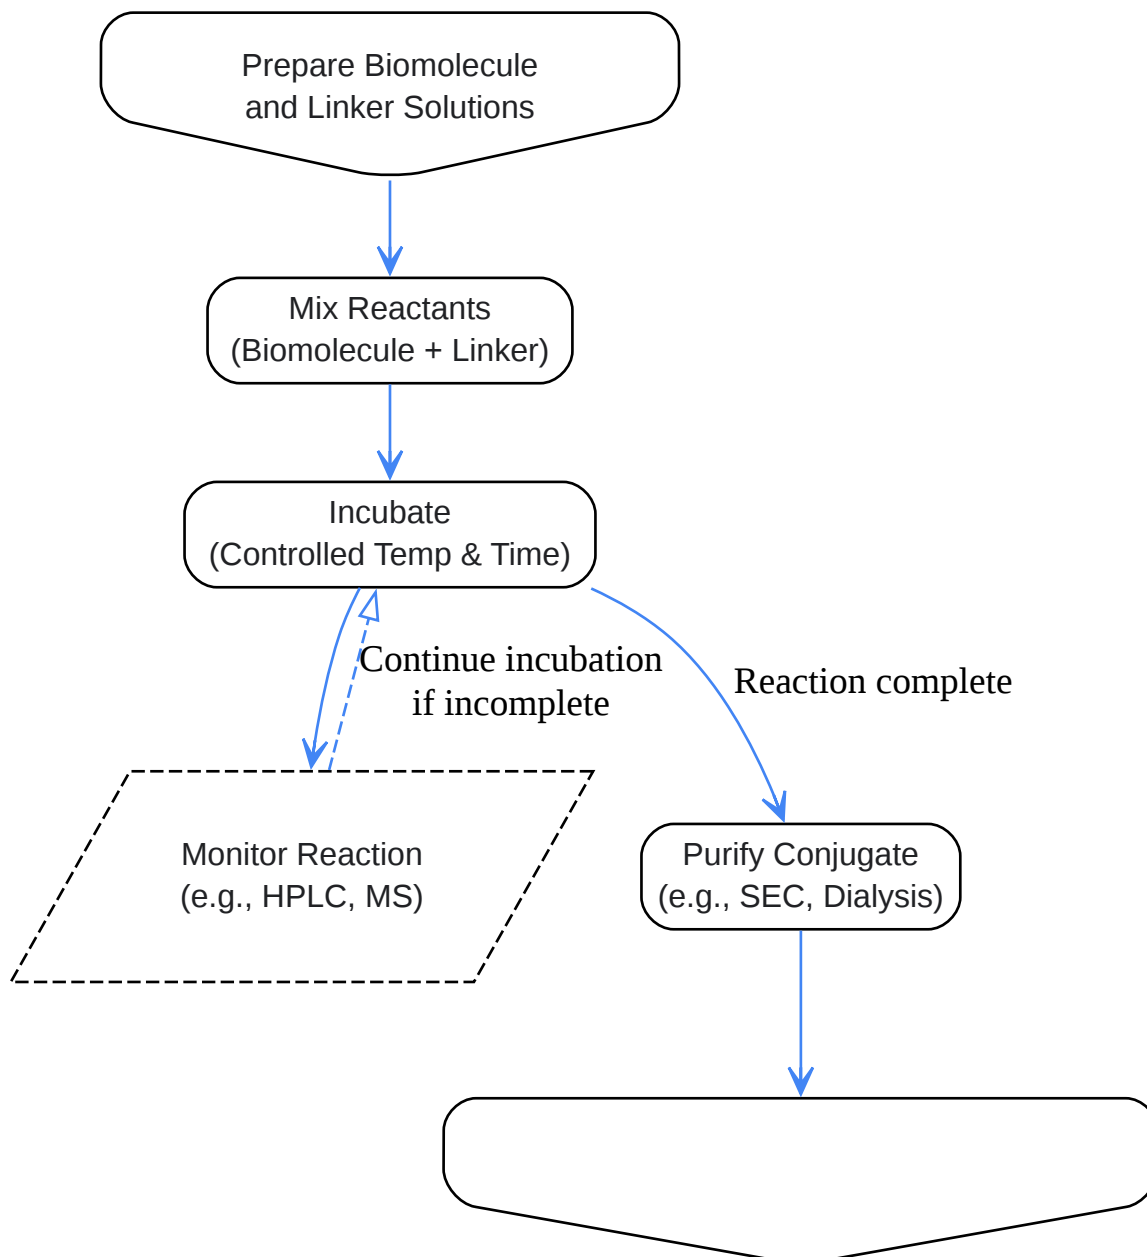 Prepare Biomolecule
and Linker Solutions
Mix Reactants
(Biomolecule + Linker)
Incubate
(Controlled Temp & Time)
Continue incubation
if incomplete
Reaction complete
Monitor Reaction
(e.g., HPLC, MS)
Purify Conjugate
(e.g., SEC, Dialysis)